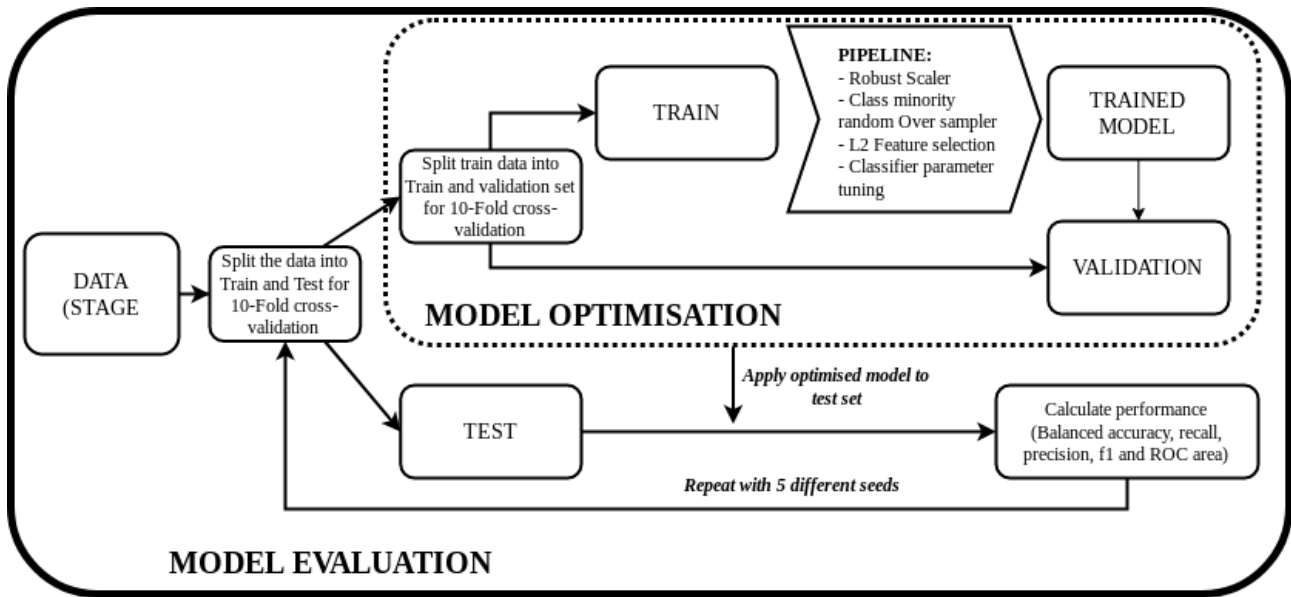 DATA
(STAGE
Split the data into
Train and Test for
10-Fold cross-
validation
Split train data into
Train and validation set
for 10-Fold cross-
validation
TRAIN
PIPELINE:
- Robust Scaler
- Class minority
random Over sampler
- L2 Feature selection
- Classifier parameter
tuning
TRAINED
MODEL
VALIDATION
MODEL OPTIMISATION
Apply optimised model to
test set
TEST
Calculate performance
(Balanced accuracy, recall,
precision, f1 and ROC area)
Repeat with 5 different seeds
MODEL EVALUATION